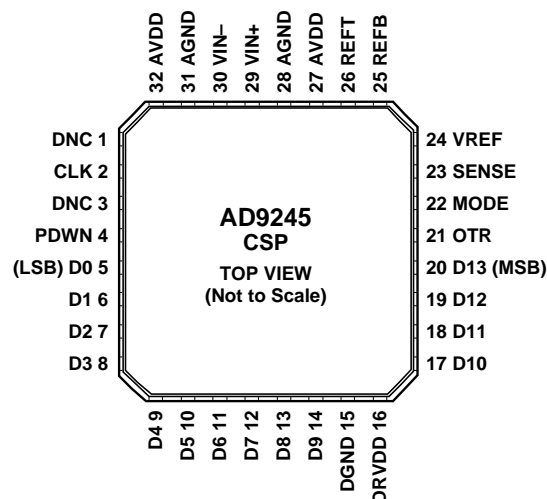 32 AVDD
31 AGND
30 VIN–
29 VIN+
28 AGND
27 AVDD
26 REFT
25 REFB
DNC 1
CLK 2
DNC 3
PDWN 4
(LSB) D0 5
D1 6
D2 7
D3 8
AD9245
CSP
TOP VIEW
(Not to Scale)
24 VREF
23 SENSE
22 MODE
21 OTR
20 D13 (MSB)
19 D12
18 D11
17 D10
D4 9
D5 10
D6 11
D7 12
D8 13
D9 14
DGND 15
DRVDD 16